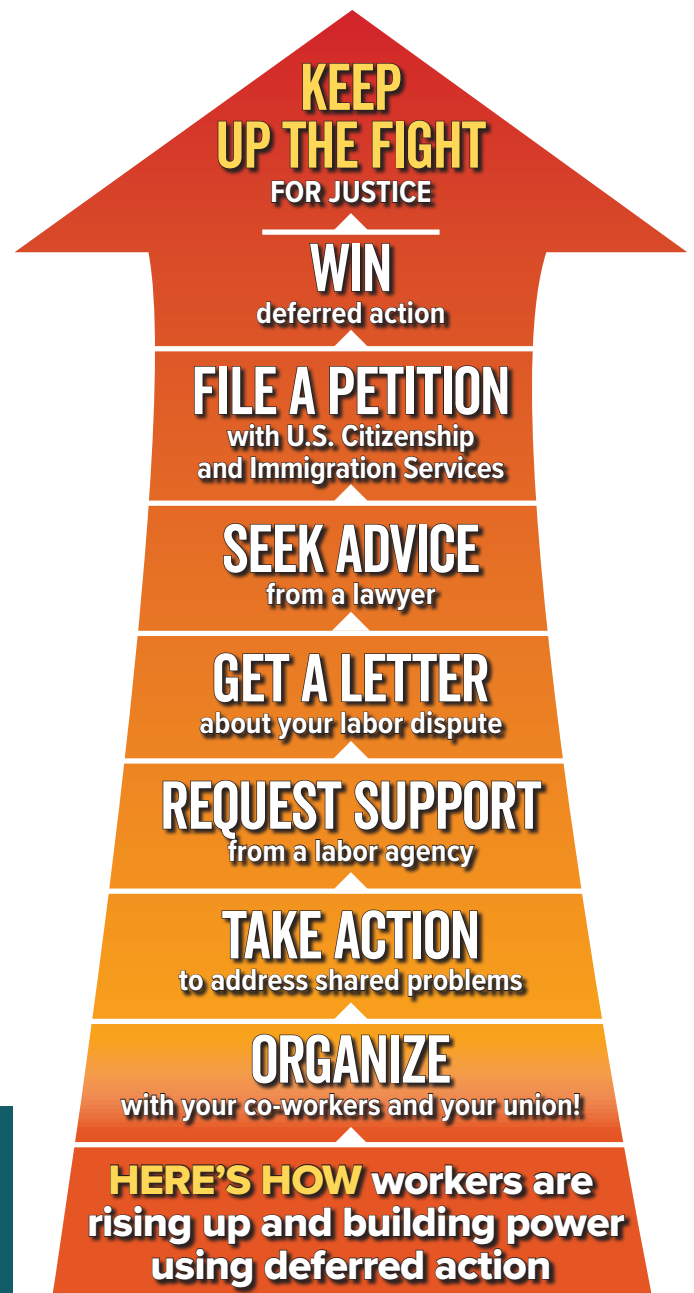 KEEP
UP THE FIGHT
FOR JUSTICE
WIN
deferred action
FILE A PETITION
with U.S. Citizenship
and Immigration Services
SEEK ADVICE
from a lawyer
GET A LETTER
about your labor dispute
REQUEST SUPPORT
from a labor agency
TAKE ACTION
to address shared problems
ORGANIZE
with your co-workers and your union!
HERE’S HOW workers are
rising up and building power
using deferred action